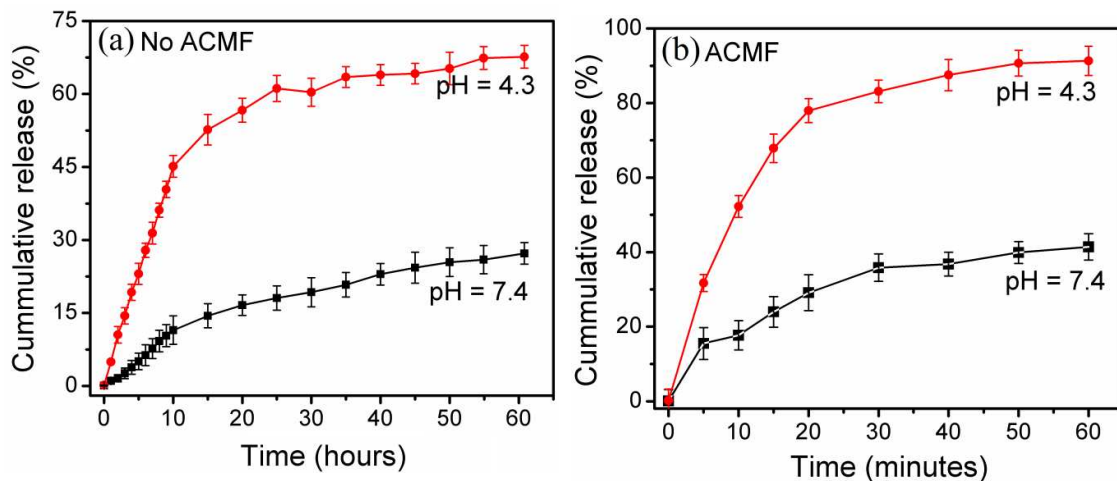 (a) No ACMF
Cummulative release (%)
75
60
45
30
15
0
pH = 4.3
pH = 7.4
0 10 20 30 40 50 60
Time (hours)
(b) ACMF
Cummulative release (%)
100
80
60
40
20
0
pH = 4.3
pH = 7.4
0 10 20 30 40 50 60
Time (minutes)